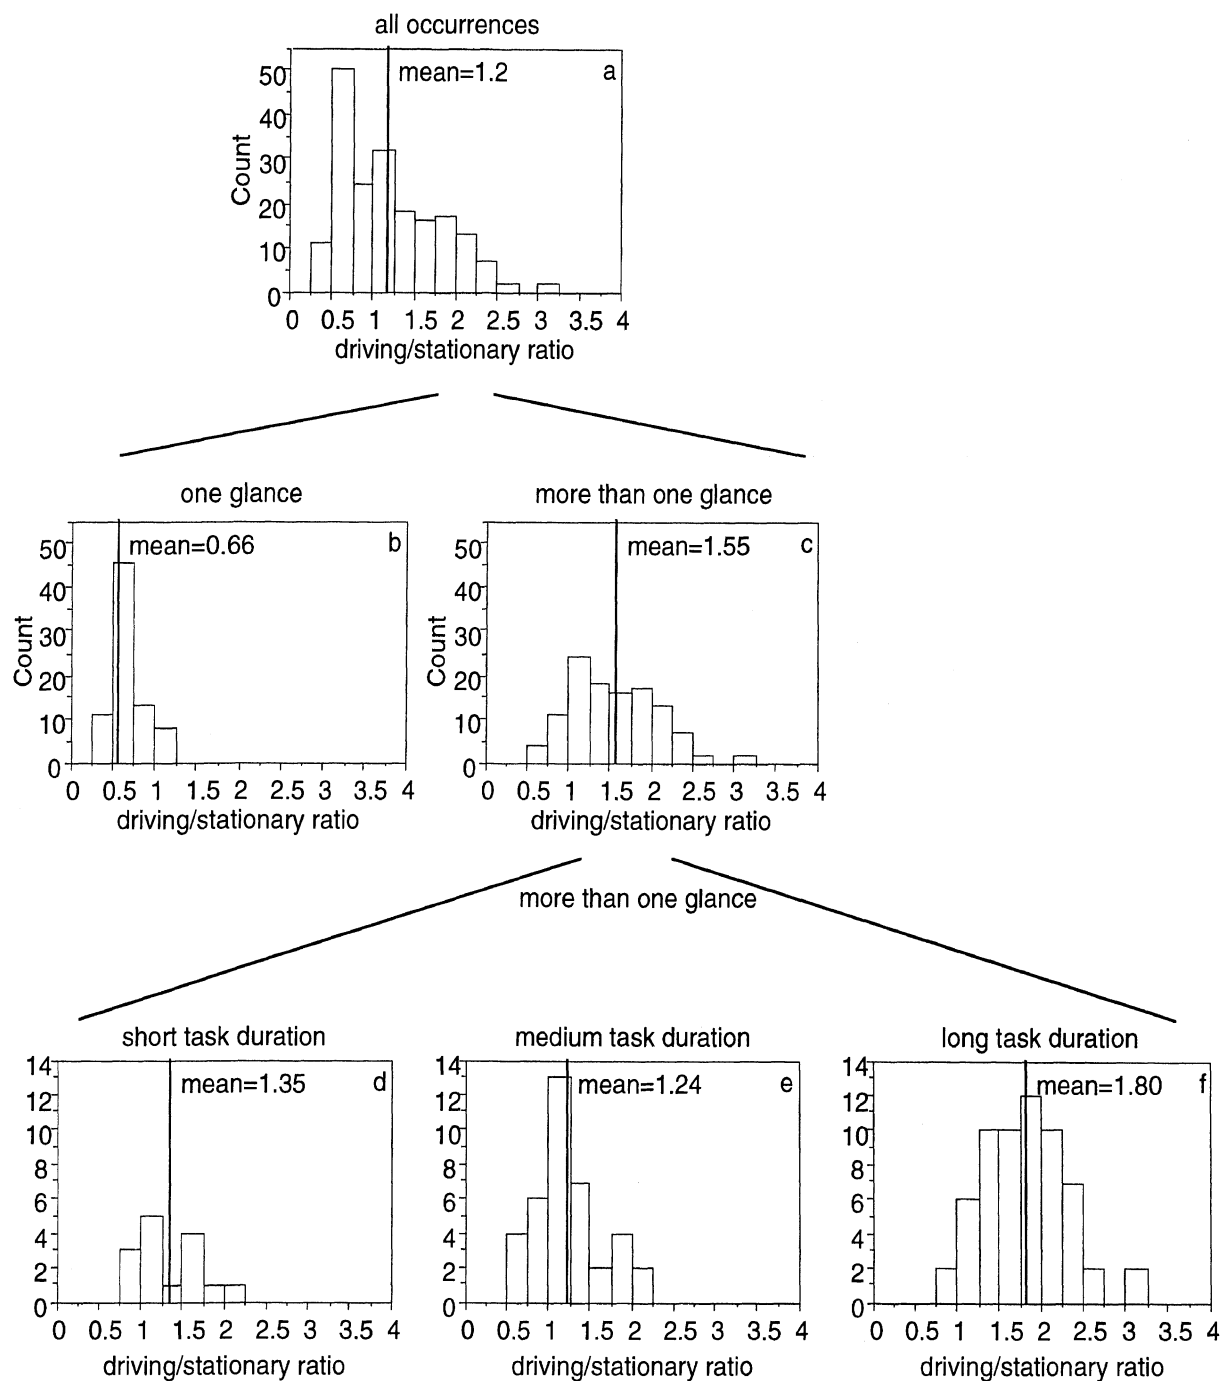 all occurrences
mean=1.2 a
50
40
30
20
10
0
Count
0 0.5 1 1.5 2 2.5 3 3.5 4
driving/stationary ratio
one glance
mean=0.66 b
50
40
30
20
10
0
Count
0 0.5 1 1.5 2 2.5 3 3.5 4
driving/stationary ratio
more than one glance
mean=1.55 c
50
40
30
20
10
0
Count
0 0.5 1 1.5 2 2.5 3 3.5 4
driving/stationary ratio
more than one glance
short task duration
mean=1.35 d
14
12
10
8
6
4
2
0
0 0.5 1 1.5 2 2.5 3 3.5 4
driving/stationary ratio
medium task duration
mean=1.24 e
14
12
10
8
6
4
2
0
0 0.5 1 1.5 2 2.5 3 3.5 4
driving/stationary ratio
long task duration
mean=1.80 f
14
12
10
8
6
4
2
0
0 0.5 1 1.5 2 2.5 3 3.5 4
driving/stationary ratio